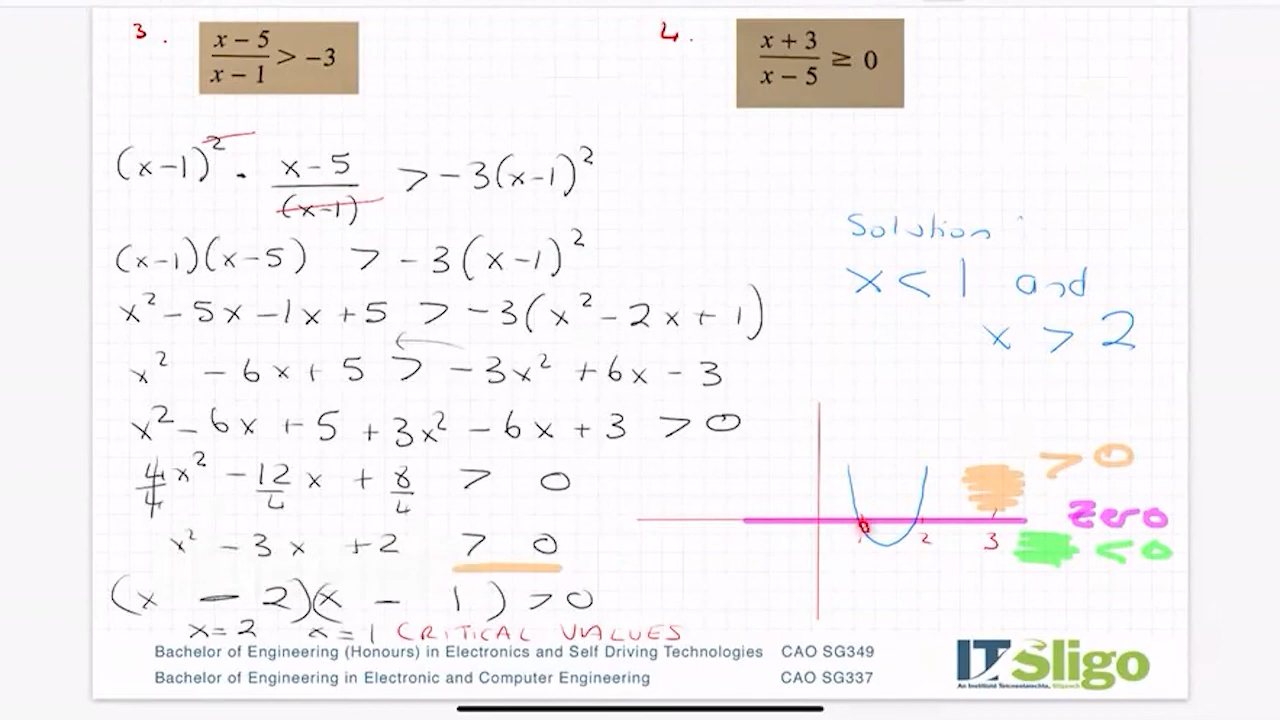 3.
x − 5 / x − 1 > −3
4.
x + 3 / x − 5 ≥ 0
(x−1)² · x−5 / (x−1) > −3(x−1)²
(x−1)(x−5) > −3(x−1)²
x² − 5x − 1x + 5 > −3(x² − 2x + 1)
x² − 6x + 5 > −3x² + 6x − 3
x² − 6x + 5 + 3x² − 6x + 3 > 0
4/4 x² − 12/4 x + 8/4 > 0
x² − 3x + 2 > 0
(x − 2)(x − 1) > 0
x=2 x=1 CRITICAL VALUES
Solution:
x < 1 and
x > 2
> 0
Zero
< 0
1 2 3
Bachelor of Engineering (Honours) in Electronics and Self Driving Technologies CAO SG349
Bachelor of Engineering in Electronic and Computer Engineering CAO SG337
IT Sligo
An Institiúid Teicneolaíochta, Sligeach